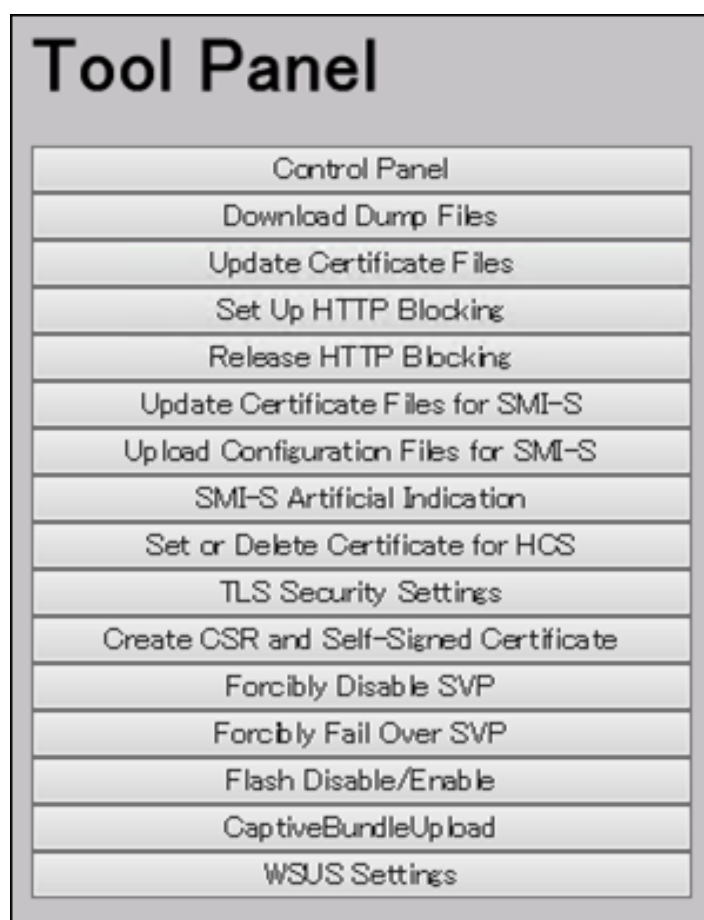 Tool Panel
Control Panel
Download Dump Files
Update Certificate Files
Set Up HTTP Blocking
Release HTTP Blocking
Update Certificate Files for SMI-S
Upload Configuration Files for SMI-S
SMI-S Artificial Indication
Set or Delete Certificate for HCS
TLS Security Settings
Create CSR and Self-Signed Certificate
Forcibly Disable SVP
Forcibly Fail Over SVP
Flash Disable/Enable
CaptiveBundleUpload
WSUS Settings